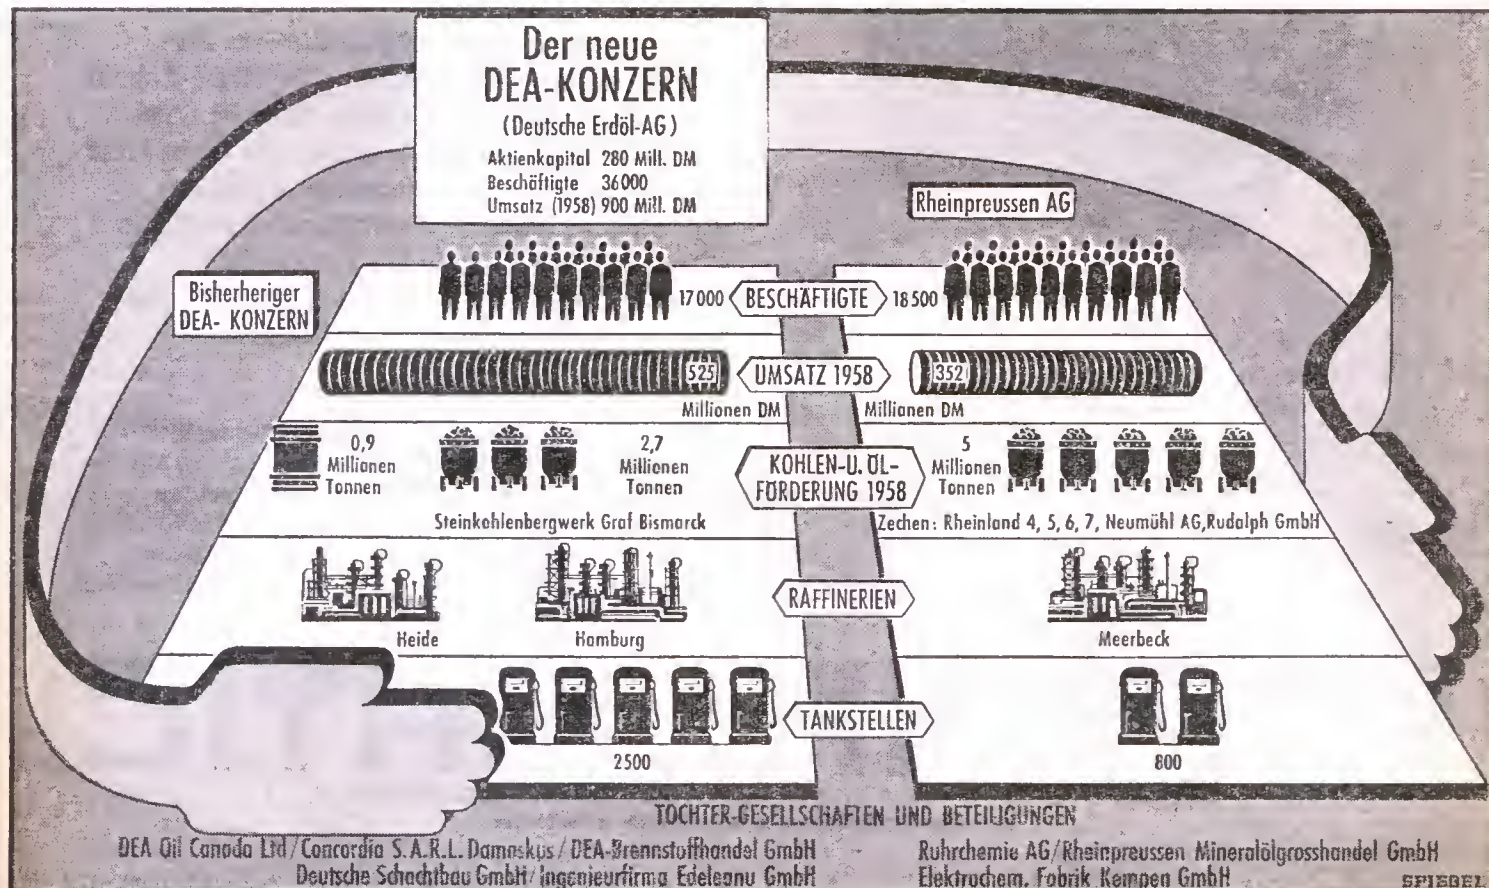 Der neue
DEA-KONZERN
(Deutsche Erdöl-AG)
Aktienkapital 280 Mill. DM
Beschäftigte 36000
Umsatz (1958) 900 Mill. DM
Bisherheriger
DEA- KONZERN
Rheinpreussen AG
17000 BESCHÄFTIGTE 18500
525 UMSATZ 1958 352
Millionen DM Millionen DM
0,9
Millionen
Tonnen
2,7
Millionen
Tonnen
KOHLEN-U. ÖL-
FÖRDERUNG 1958
5
Millionen
Tonnen
Steinkohlenbergwerk Graf Bismarck
Zechen: Rheinland 4, 5, 6, 7, Neumühl AG, Rudolph GmbH
RAFFINERIEN
Heide Hamburg Meerbeck
TANKSTELLEN
2500 800
TOCHTER-GESELLSCHAFTEN UND BETEILIGUNGEN
DEA Oil Canada Ltd/Concordia S.A.R.L. Damaskus/DEA-Brennstoffhandel GmbH
Deutsche Schachtbau GmbH/Ingenieurfirma Edeleanu GmbH
Ruhrchemie AG/Rheinpreussen Mineralölgrosshandel GmbH
Elektrochem. Fabrik Kempen GmbH
SPIEGEL